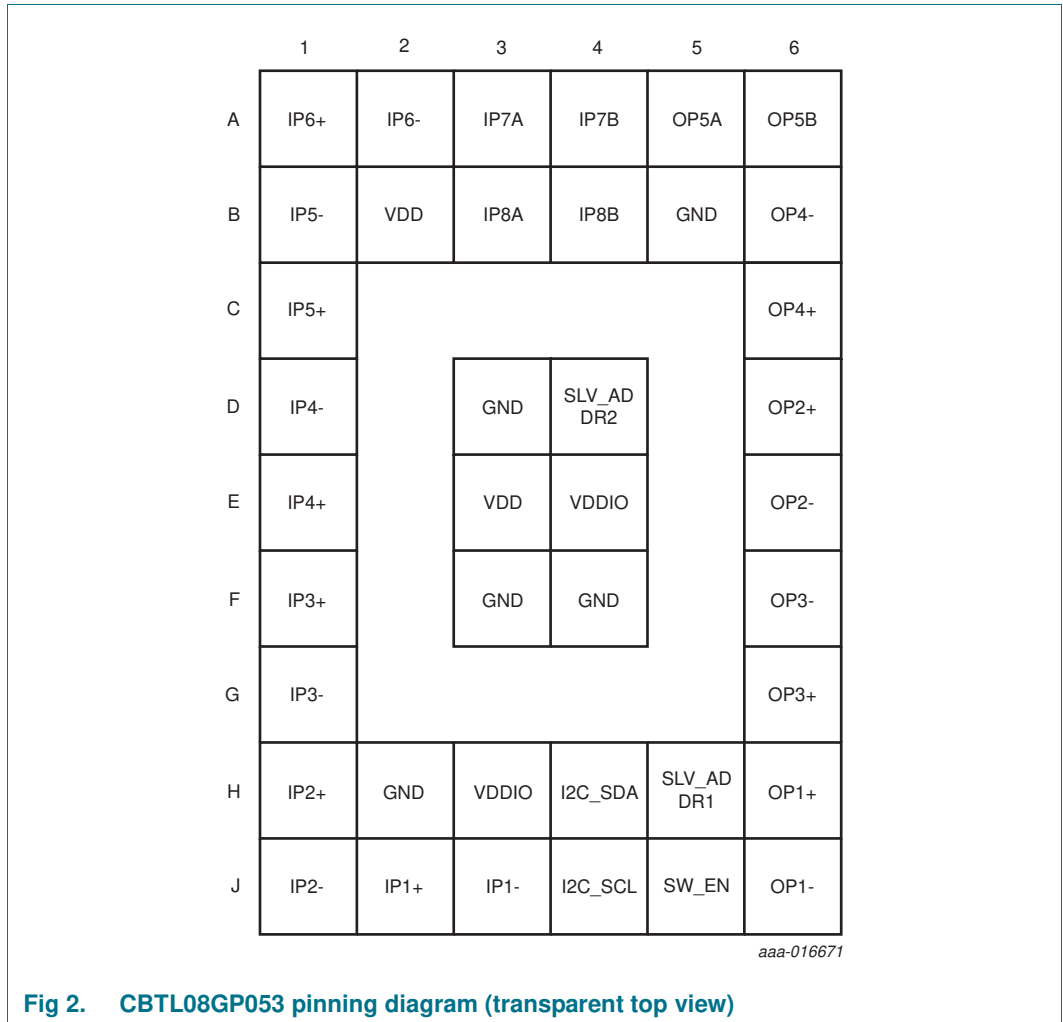 1 2 3 4 5 6
A IP6+ IP6- IP7A IP7B OP5A OP5B
B IP5- VDD IP8A IP8B GND OP4-
C IP5+ OP4+
D IP4- GND SLV_AD
DR2 OP2+
E IP4+ VDD VDDIO OP2-
F IP3+ GND GND OP3-
G IP3- OP3+
H IP2+ GND VDDIO I2C_SDA SLV_AD
DR1 OP1+
J IP2- IP1+ IP1- I2C_SCL SW_EN OP1-
aaa-016671
Fig 2. CBTL08GP053 pinning diagram (transparent top view)